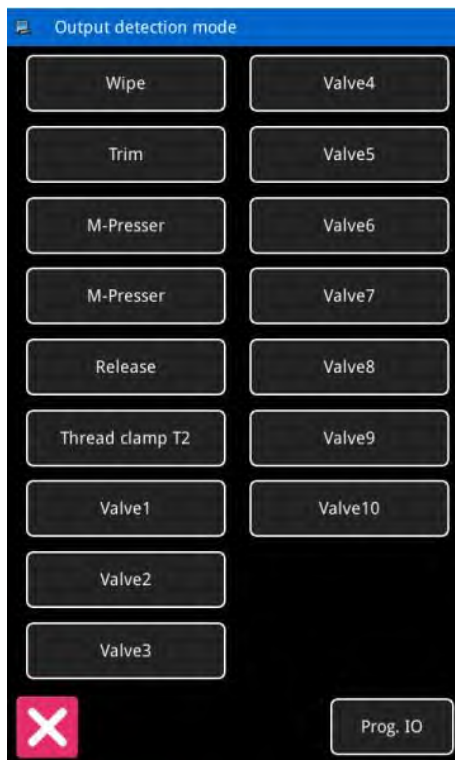 Output detection mode
Wipe
Trim
M-Presser
M-Presser
Release
Thread clamp T2
Valve1
Valve2
Valve3
Valve4
Valve5
Valve6
Valve7
Valve8
Valve9
Valve10
Prog. IO